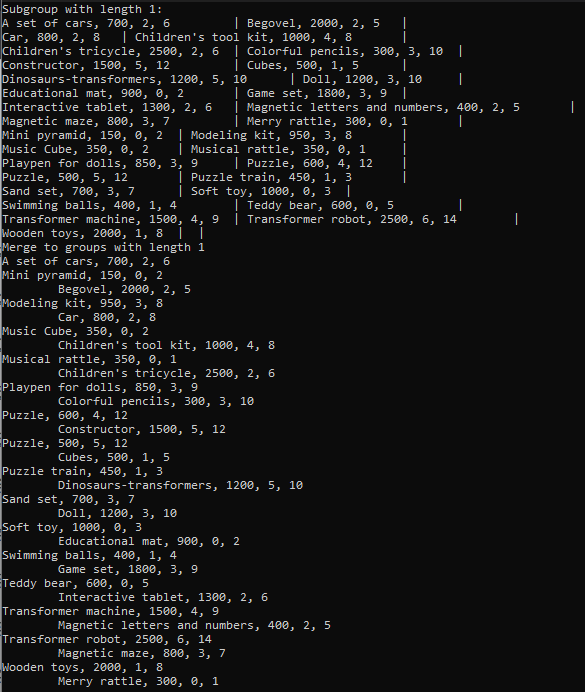 Subgroup with length 1:
A set of cars, 700, 2, 6 | Begovel, 2000, 2, 5 |
Car, 800, 2, 8 | Children's tool kit, 1000, 4, 8 |
Children's tricycle, 2500, 2, 6 | Colorful pencils, 300, 3, 10 |
Constructor, 1500, 5, 12 | Cubes, 500, 1, 5 |
Dinosaurs-transformers, 1200, 5, 10 | Doll, 1200, 3, 10 |
Educational mat, 900, 0, 2 | Game set, 1800, 3, 9 |
Interactive tablet, 1300, 2, 6 | Magnetic letters and numbers, 400, 2, 5 |
Magnetic maze, 800, 3, 7 | Merry rattle, 300, 0, 1 |
Mini pyramid, 150, 0, 2 | Modeling kit, 950, 3, 8 |
Music Cube, 350, 0, 2 | Musical rattle, 350, 0, 1 |
Playpen for dolls, 850, 3, 9 | Puzzle, 600, 4, 12 |
Puzzle, 500, 5, 12 | Puzzle train, 450, 1, 3 |
Sand set, 700, 3, 7 | Soft toy, 1000, 0, 3 |
Swimming balls, 400, 1, 4 | Teddy bear, 600, 0, 5 |
Transformer machine, 1500, 4, 9 | Transformer robot, 2500, 6, 14 |
Wooden toys, 2000, 1, 8 | |
Merge to groups with length 1
A set of cars, 700, 2, 6
Mini pyramid, 150, 0, 2
Begovel, 2000, 2, 5
Modeling kit, 950, 3, 8
Car, 800, 2, 8
Music Cube, 350, 0, 2
Children's tool kit, 1000, 4, 8
Musical rattle, 350, 0, 1
Children's tricycle, 2500, 2, 6
Playpen for dolls, 850, 3, 9
Colorful pencils, 300, 3, 10
Puzzle, 600, 4, 12
Constructor, 1500, 5, 12
Puzzle, 500, 5, 12
Cubes, 500, 1, 5
Puzzle train, 450, 1, 3
Dinosaurs-transformers, 1200, 5, 10
Sand set, 700, 3, 7
Doll, 1200, 3, 10
Soft toy, 1000, 0, 3
Educational mat, 900, 0, 2
Swimming balls, 400, 1, 4
Game set, 1800, 3, 9
Teddy bear, 600, 0, 5
Interactive tablet, 1300, 2, 6
Transformer machine, 1500, 4, 9
Magnetic letters and numbers, 400, 2, 5
Transformer robot, 2500, 6, 14
Magnetic maze, 800, 3, 7
Wooden toys, 2000, 1, 8
Merry rattle, 300, 0, 1